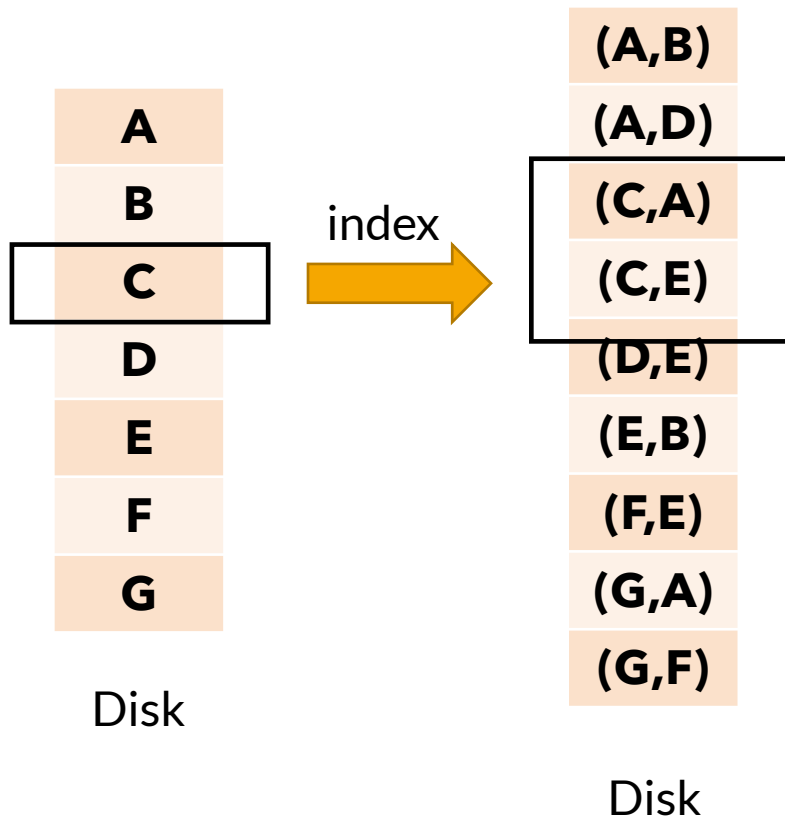 A
B
C
D
E
F
G
Disk
index
(A,B)
(A,D)
(C,A)
(C,E)
(D,E)
(E,B)
(F,E)
(G,A)
(G,F)
Disk